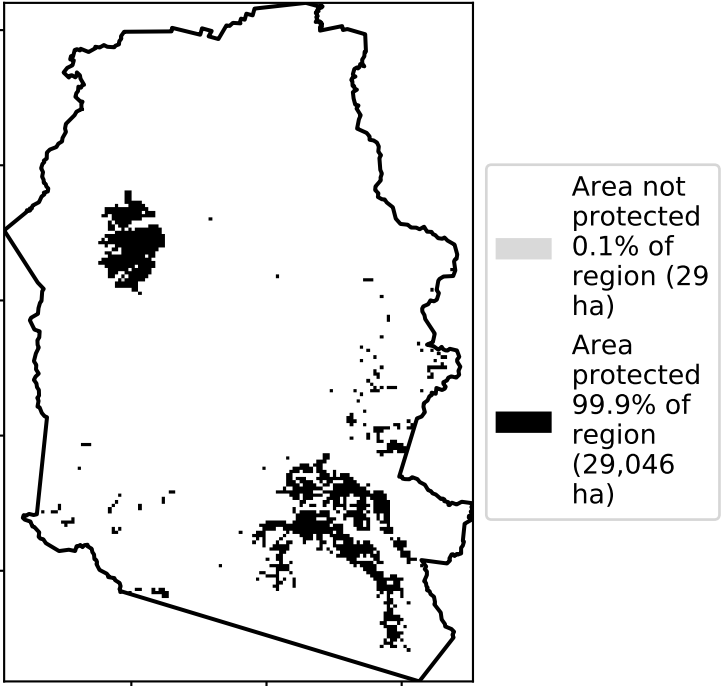 Area not
protected
0.1% of
region (29
ha)
Area
protected
99.9% of
region
(29,046
ha)